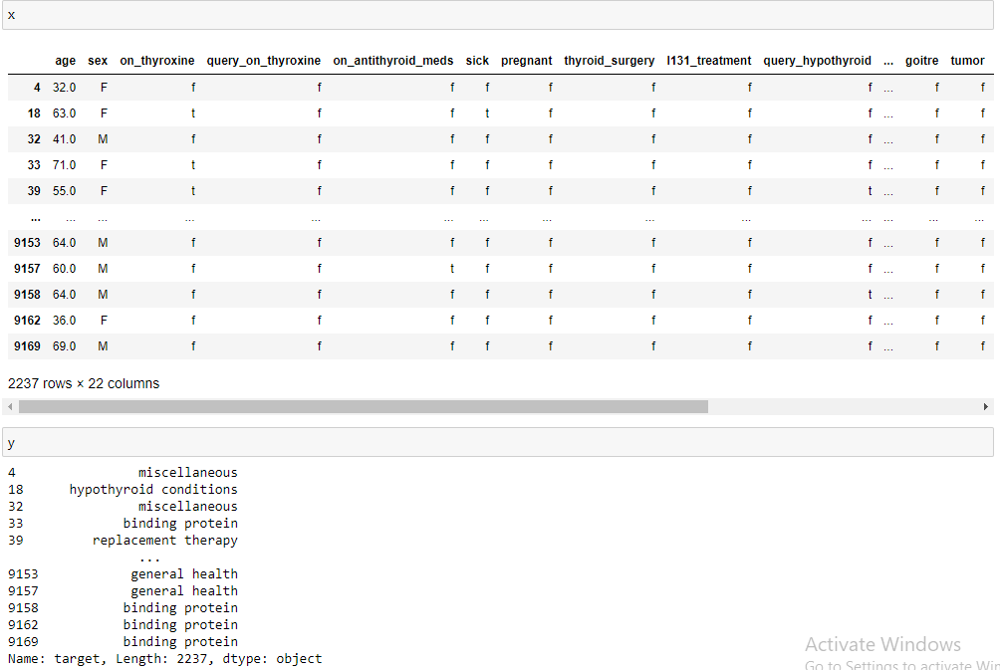 x
age sex on_thyroxine query_on_thyroxine on_antithyroid_meds sick pregnant thyroid_surgery I131_treatment query_hypothyroid ... goitre tumor
4 32.0 F f f f f f f f f ... f f
18 63.0 F t f f t f f f f ... f f
32 41.0 M f f f f f f f f ... f f
33 71.0 F t f f f f f f f ... f f
39 55.0 F t f f f f f f t ... f f
... ... ... ... ... ... ... ... ... ... ... ... ... ...
9153 64.0 M f f f f f f f f ... f f
9157 60.0 M f f t f f f f f ... f f
9158 64.0 M f f f f f f f t ... f f
9162 36.0 F f f f f f f f f ... f f
9169 69.0 M f f f f f f f f ... f f
2237 rows × 22 columns
y
4 miscellaneous
18 hypothyroid conditions
32 miscellaneous
33 binding protein
39 replacement therapy
...
9153 general health
9157 general health
9158 binding protein
9162 binding protein
9169 binding protein
Name: target, Length: 2237, dtype: object
Activate Windows
Go to Settings to activate Win